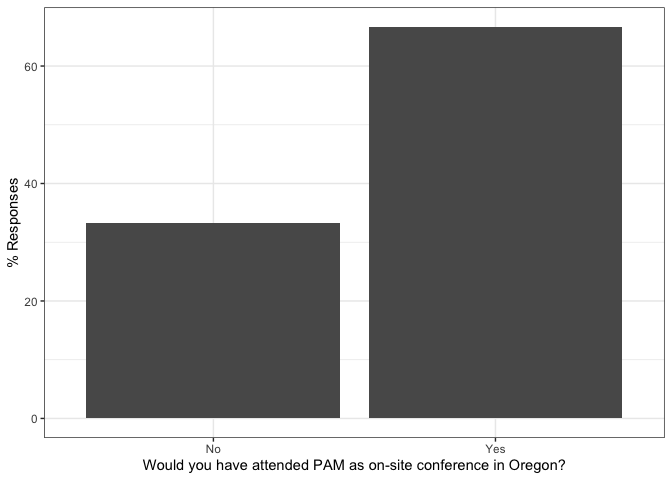 60
40
20
0
% Responses
No Yes
Would you have attended PAM as on-site conference in Oregon?